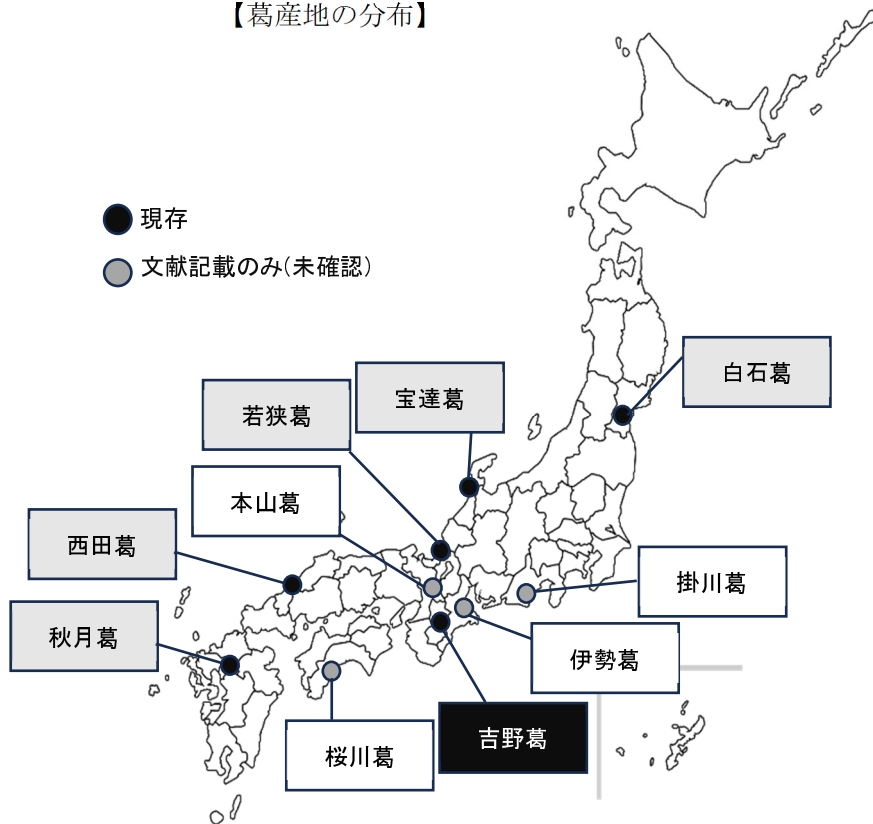 【葛産地の分布】
現存
文献記載のみ(未確認)
白石葛
宝達葛
若狭葛
本山葛
西田葛
掛川葛
秋月葛
伊勢葛
吉野葛
桜川葛